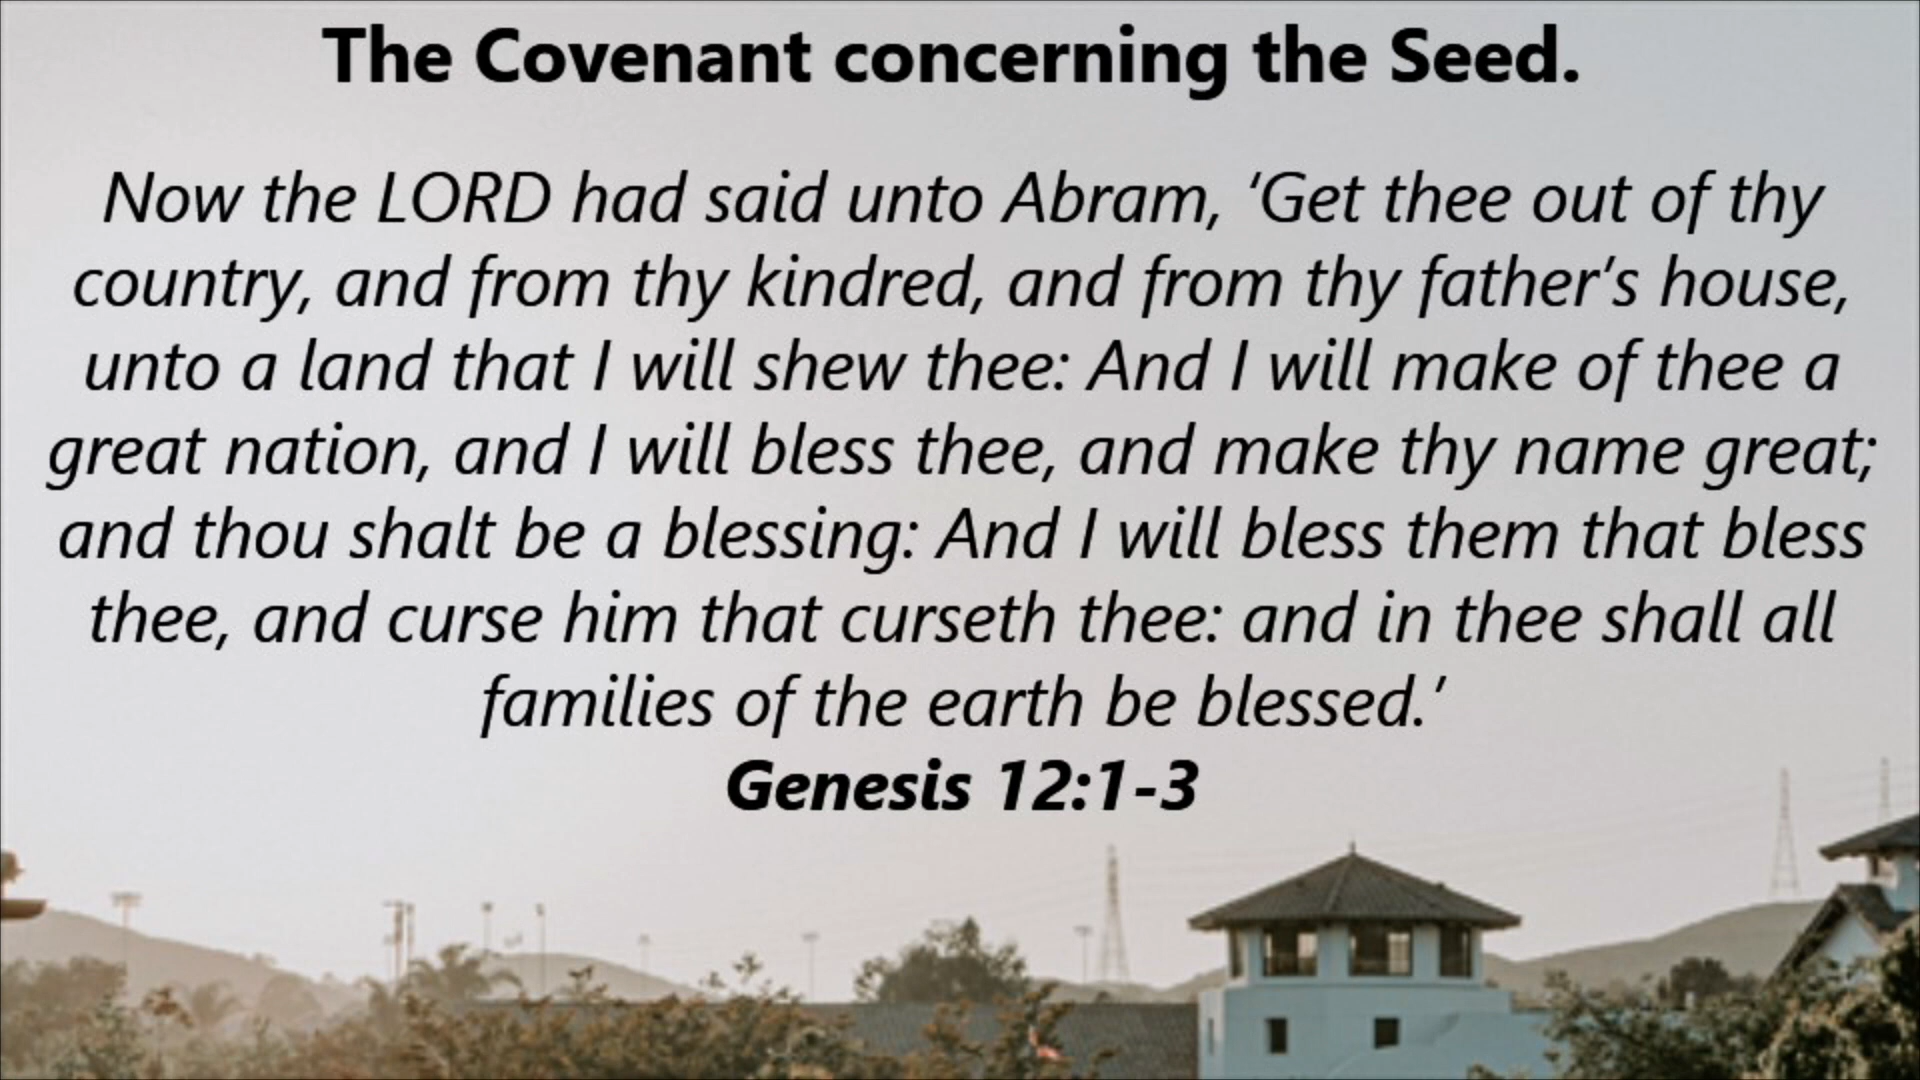 The Covenant concerning the Seed.
Now the LORD had said unto Abram, ‘Get thee out of thy
country, and from thy kindred, and from thy father’s house,
unto a land that I will shew thee: And I will make of thee a
great nation, and I will bless thee, and make thy name great;
and thou shalt be a blessing: And I will bless them that bless
thee, and curse him that curseth thee: and in thee shall all
families of the earth be blessed.’
Genesis 12:1-3